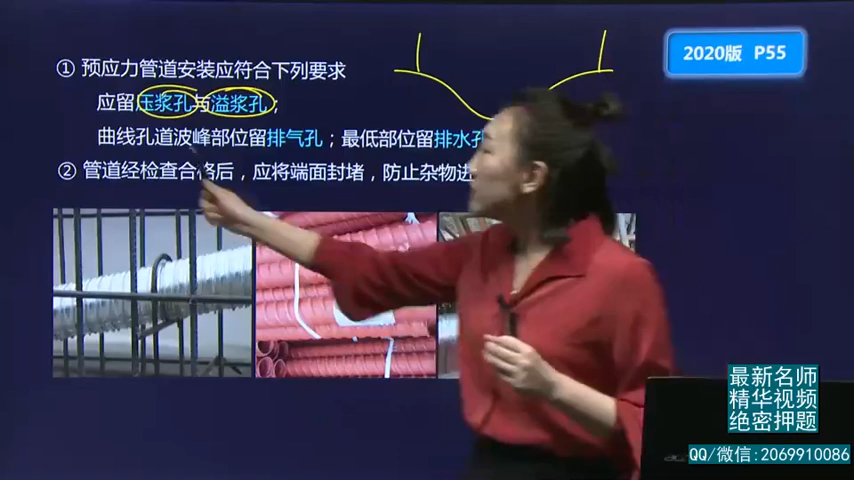 ① 预应力管道安装应符合下列要求
2020版 P55
应留压浆孔与溢浆孔；
曲线孔道波峰部位留排气孔；最低部位留排水孔
② 管道经检查合格后，应将端面封堵，防止杂物进
最新名师
精华视频
绝密押题
QQ/微信:2069910086